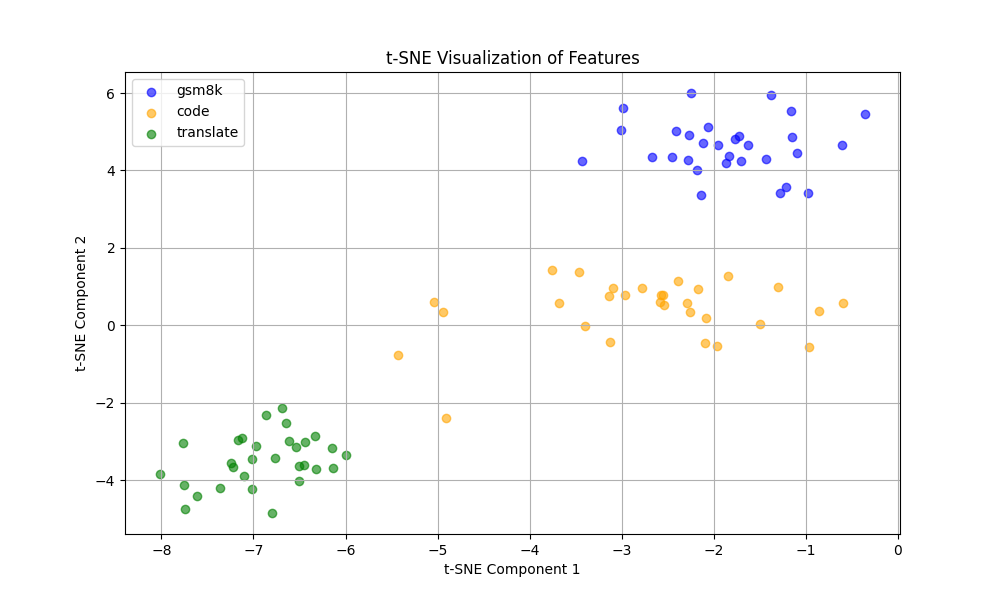 t-SNE Visualization of Features
gsm8k
code
translate
6
4
2
0
−2
−4
t-SNE Component 2
−8
−7
−6
−5
−4
−3
−2
−1
0
t-SNE Component 1